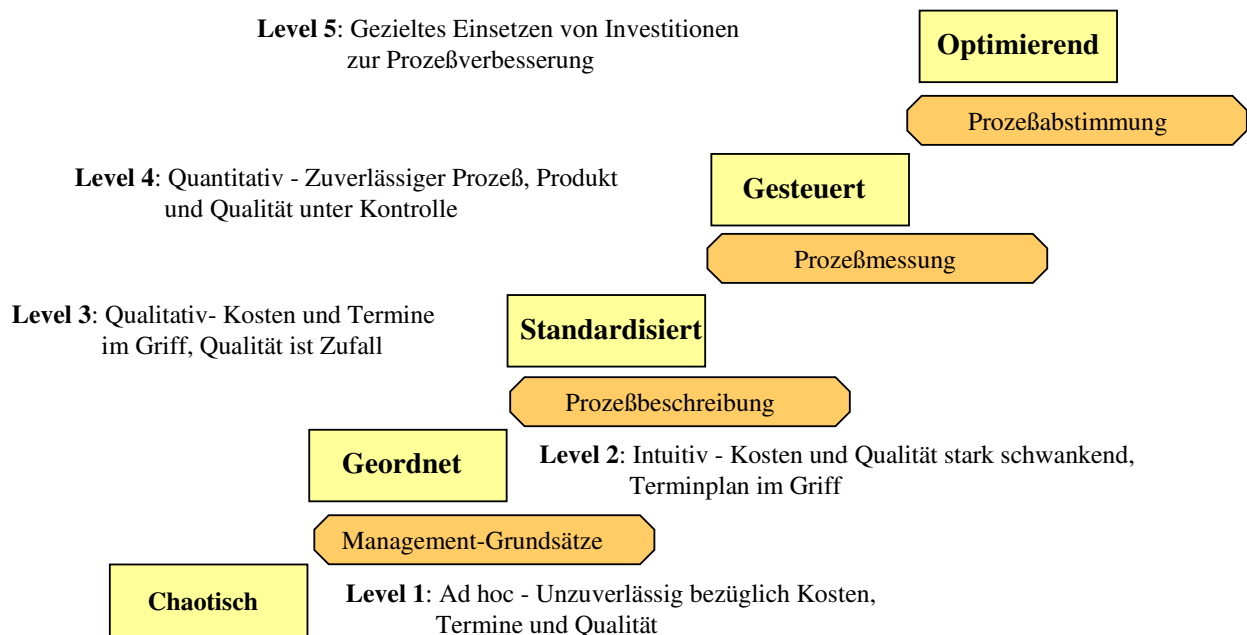 Level 5: Gezieltes Einsetzen von Investitionen
zur Prozeßverbesserung
Optimierend
Prozeßabstimmung
Level 4: Quantitativ - Zuverlässiger Prozeß, Produkt
und Qualität unter Kontrolle
Gesteuert
Prozeßmessung
Level 3: Qualitativ- Kosten und Termine
im Griff, Qualität ist Zufall
Standardisiert
Prozeßbeschreibung
Geordnet
Level 2: Intuitiv - Kosten und Qualität stark schwankend,
Terminplan im Griff
Management-Grundsätze
Chaotisch
Level 1: Ad hoc - Unzuverlässig bezüglich Kosten,
Termine und Qualität